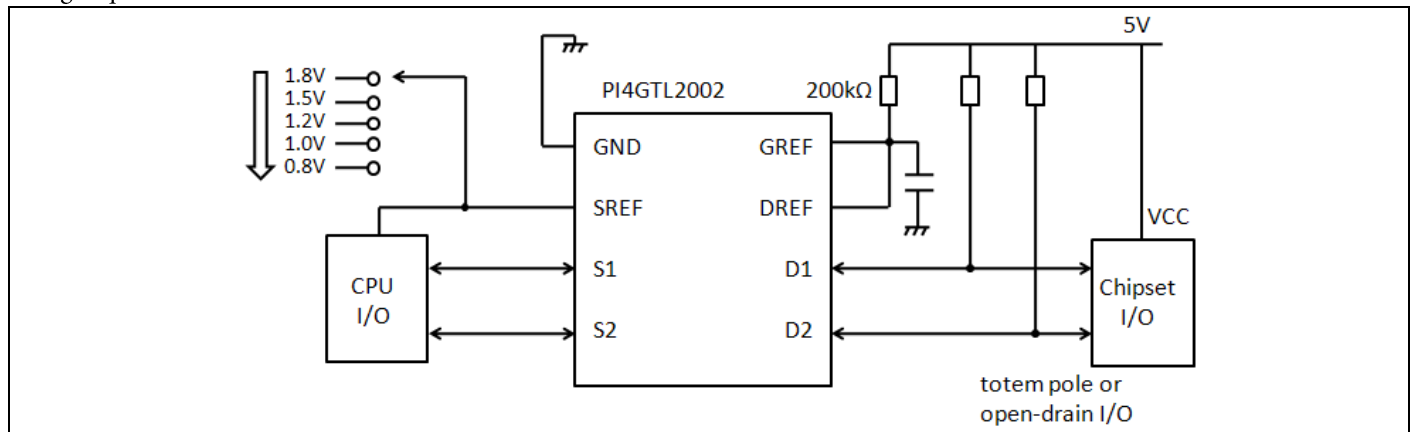 5V
1.8V
1.5V
1.2V
1.0V
0.8V
PI4GTL2002
200kΩ
GND
GREF
SREF
DREF
VCC
S1
D1
CPU
I/O
Chipset
I/O
S2
D2
totem pole or
open-drain I/O